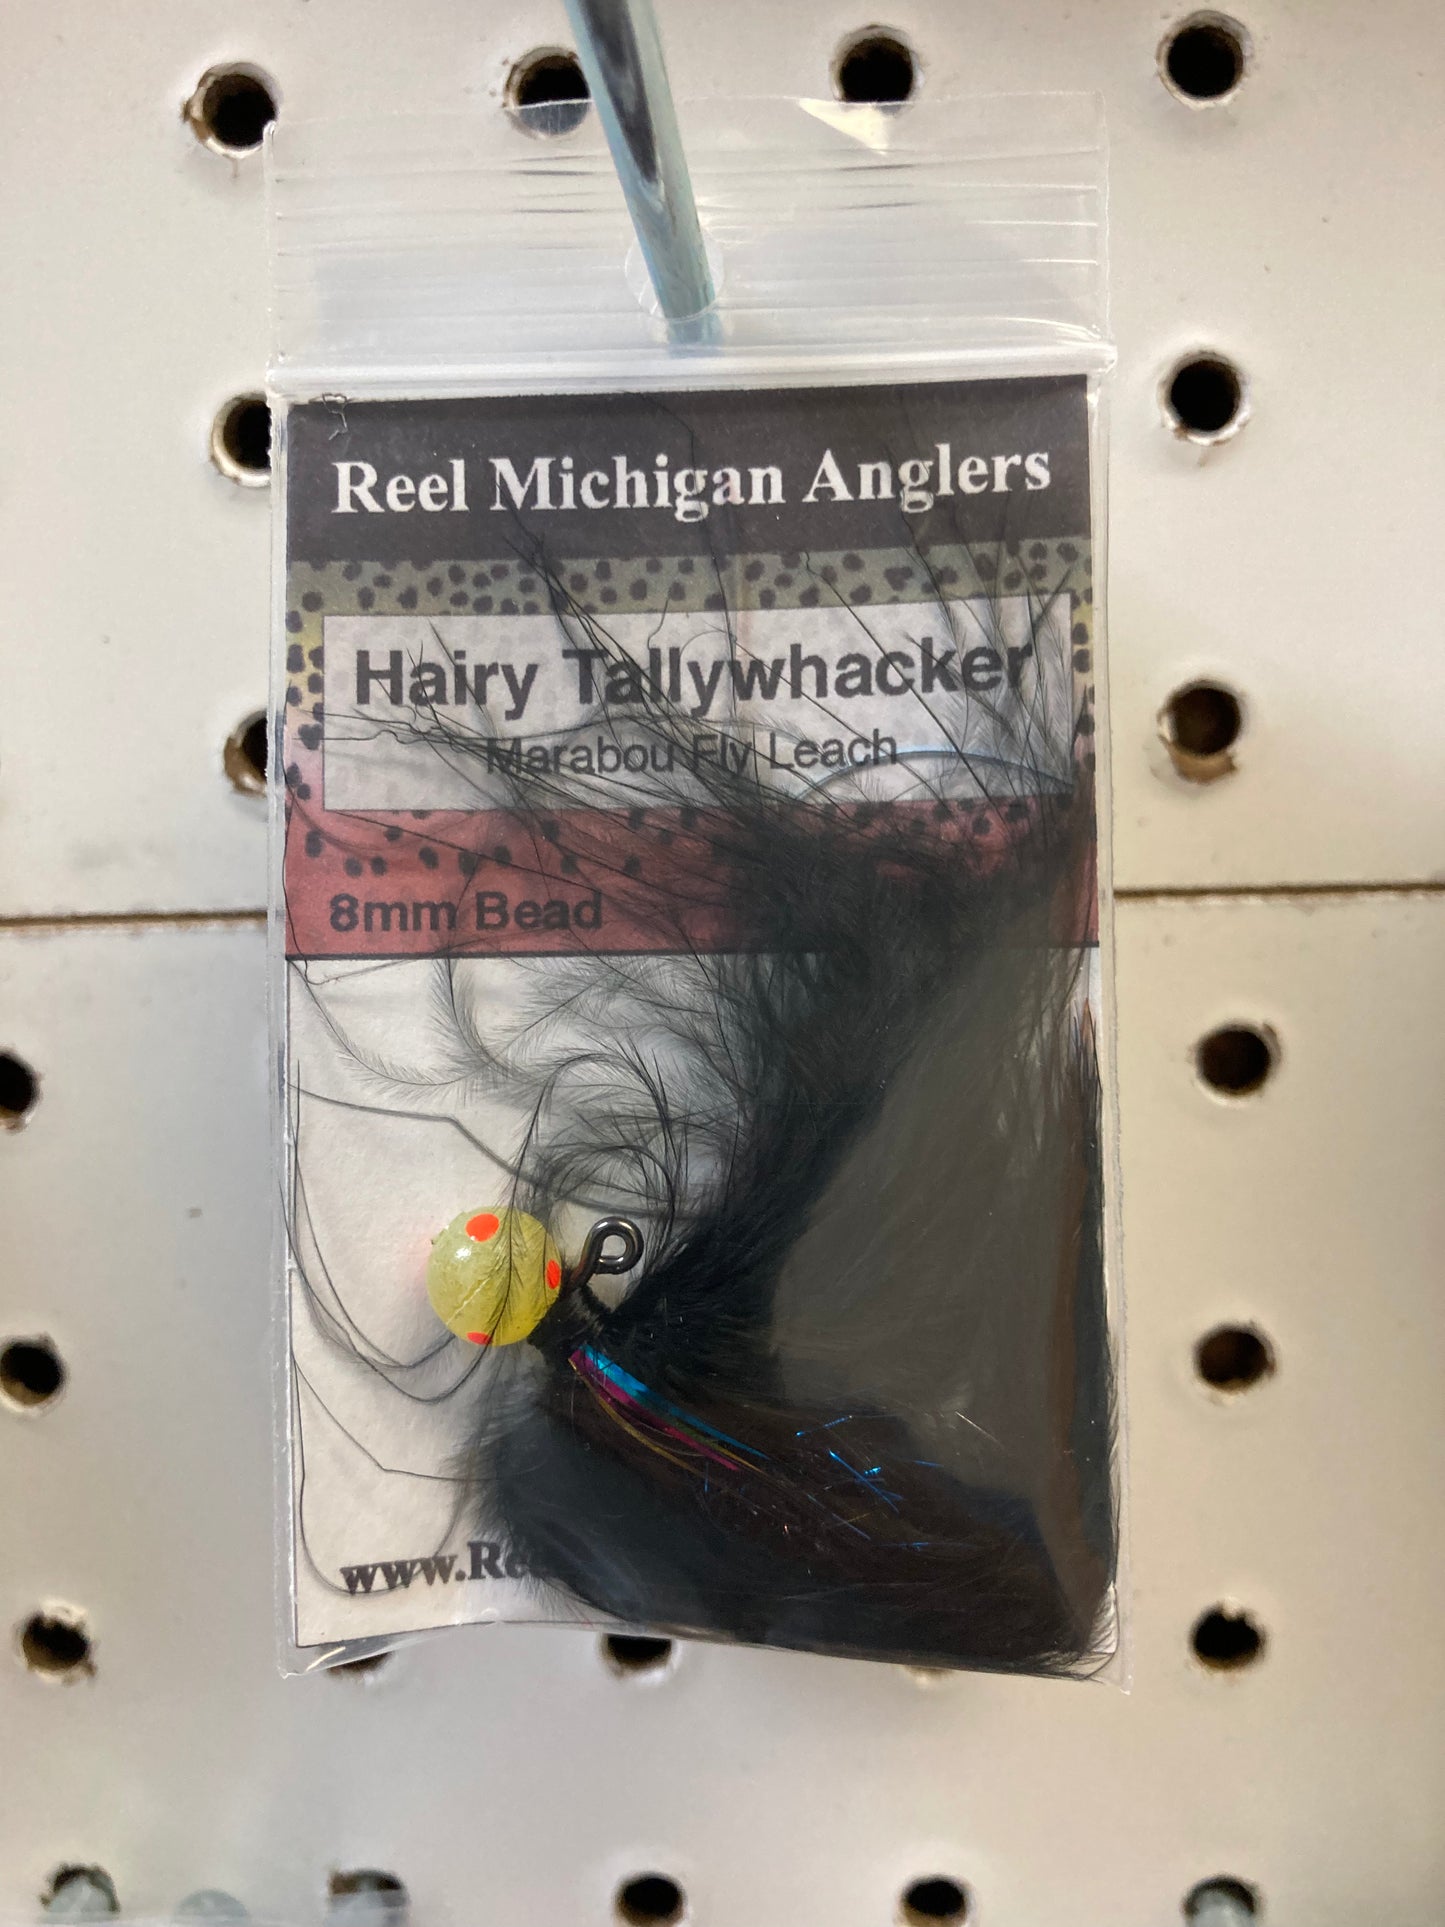 Reel Michigan Anglers
Hairy Tallywhacker
Marabou Fly Leach
8mm Bead